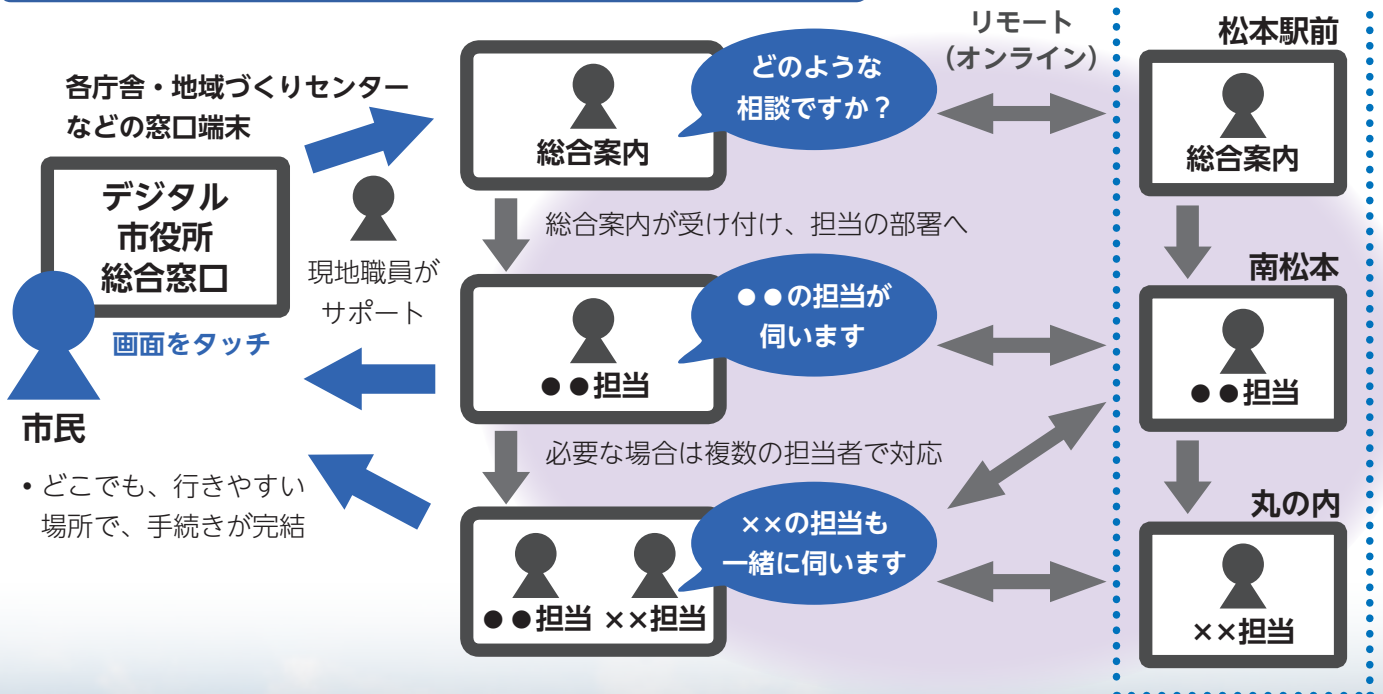 各庁舎・地域づくりセンター
などの窓口端末
デジタル
市役所
総合窓口
画面をタッチ
市民
• どこでも、行きやすい
場所で、手続きが完結
現地職員が
サポート
総合案内
どのような
相談ですか？
総合案内が受け付け、担当の部署へ
●●担当
●●の担当が
伺います
必要な場合は複数の担当者で対応
●●担当 ××担当
××の担当も
一緒に伺います
リモート
（オンライン）
松本駅前
総合案内
南松本
●●担当
丸の内
××担当